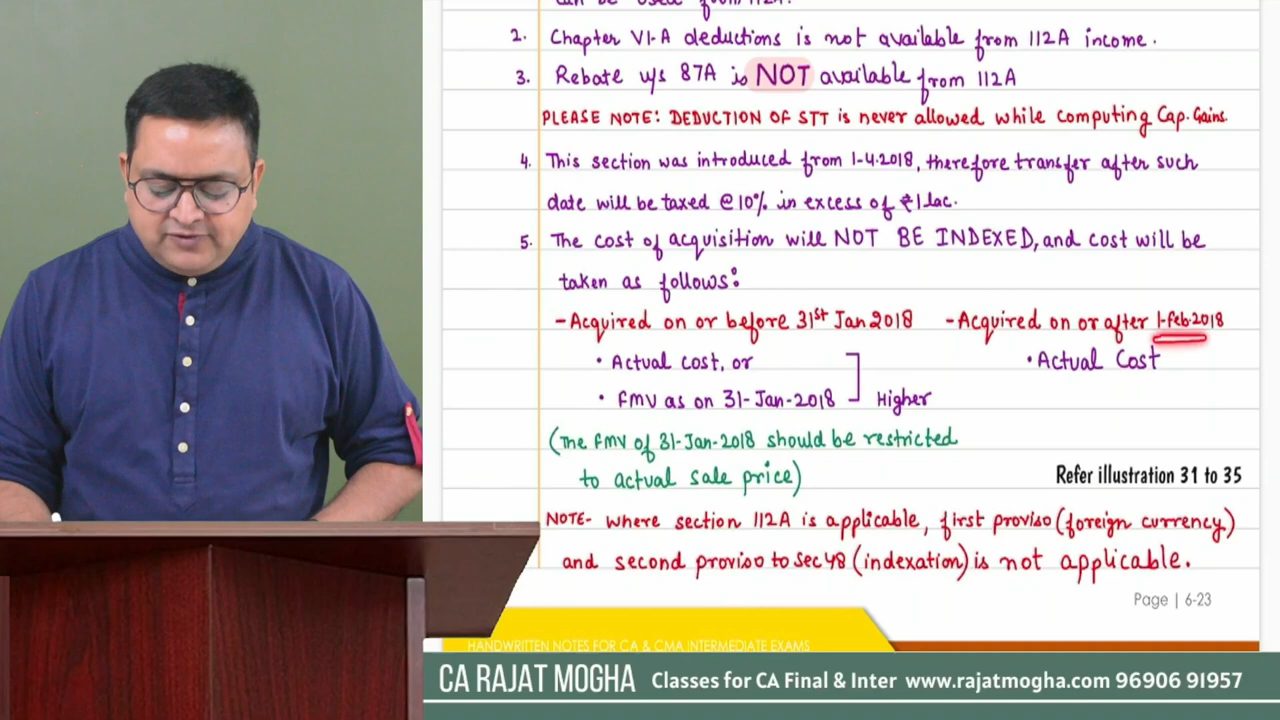 can be used from 112A.
2. Chapter VI-A deductions is not available from 112A income.
3. Rebate u/s 87A is NOT available from 112A
PLEASE NOTE: DEDUCTION OF STT is never allowed while computing Cap. Gains.
4. This section was introduced from 1-4-2018, therefore transfer after such
date will be taxed @10% in excess of ₹1 lac.
5. The cost of acquisition will NOT BE INDEXED, and cost will be
taken as follows:
- Acquired on or before 31st Jan 2018 - Acquired on or after 1-Feb-2018
• Actual cost, or • Actual Cost
• FMV as on 31-Jan-2018 Higher
(The FMV of 31-Jan-2018 should be restricted
to actual sale price)
Refer illustration 31 to 35
NOTE- where section 112A is applicable, first proviso (foreign currency)
and second proviso to sec 48 (indexation) is not applicable.
Page | 6-23
HANDWRITTEN NOTES FOR CA & CMA INTERMEDIATE EXAMS
CA RAJAT MOGHA Classes for CA Final & Inter www.rajatmogha.com 96906 91957